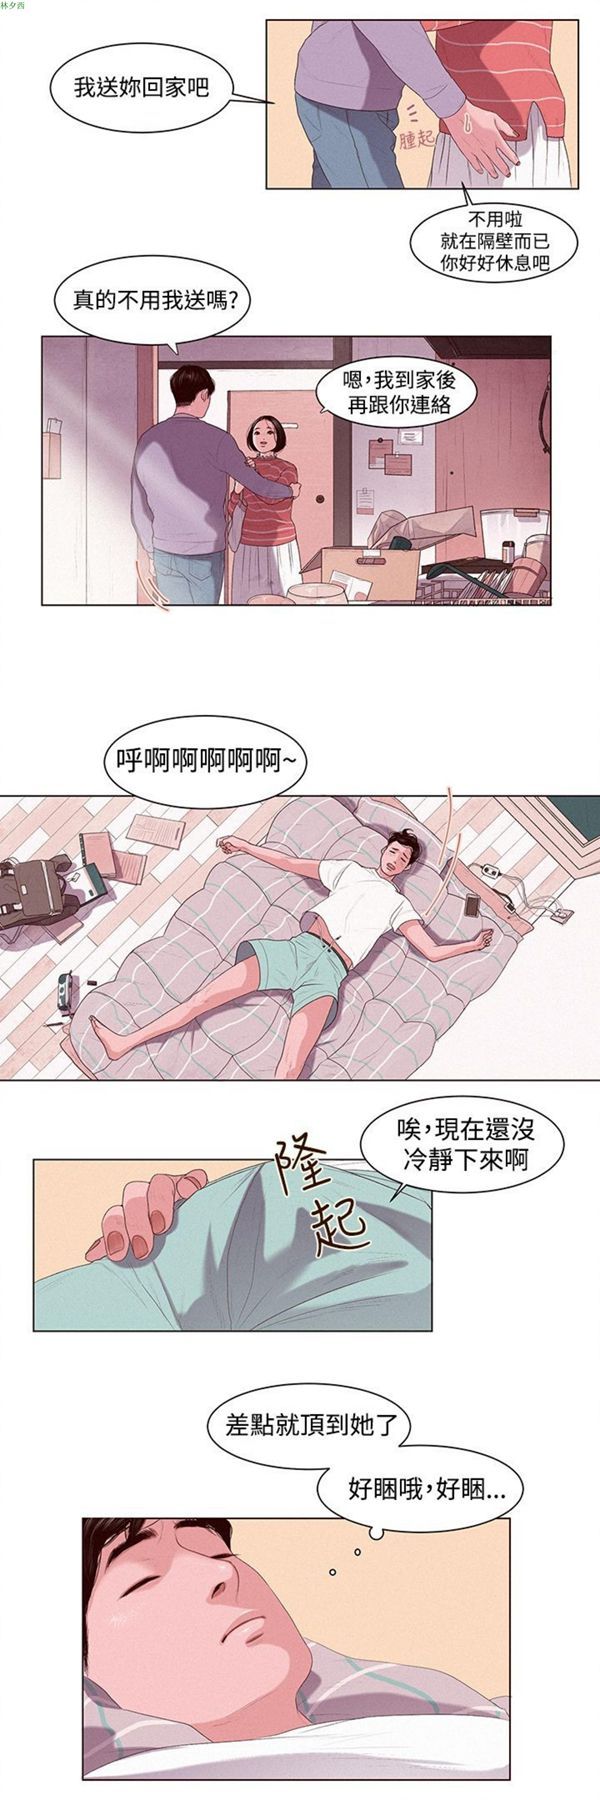 林夕西
我送妳回家吧
腫起
不用啦
就在隔壁而已
你好好休息吧
真的不用我送嗎?
嗯，我到家後
再跟你連絡
呼啊啊啊啊啊~
唉，現在還沒
冷靜下來啊
隆起
差點就頂到她了
好睏哦，好睏...